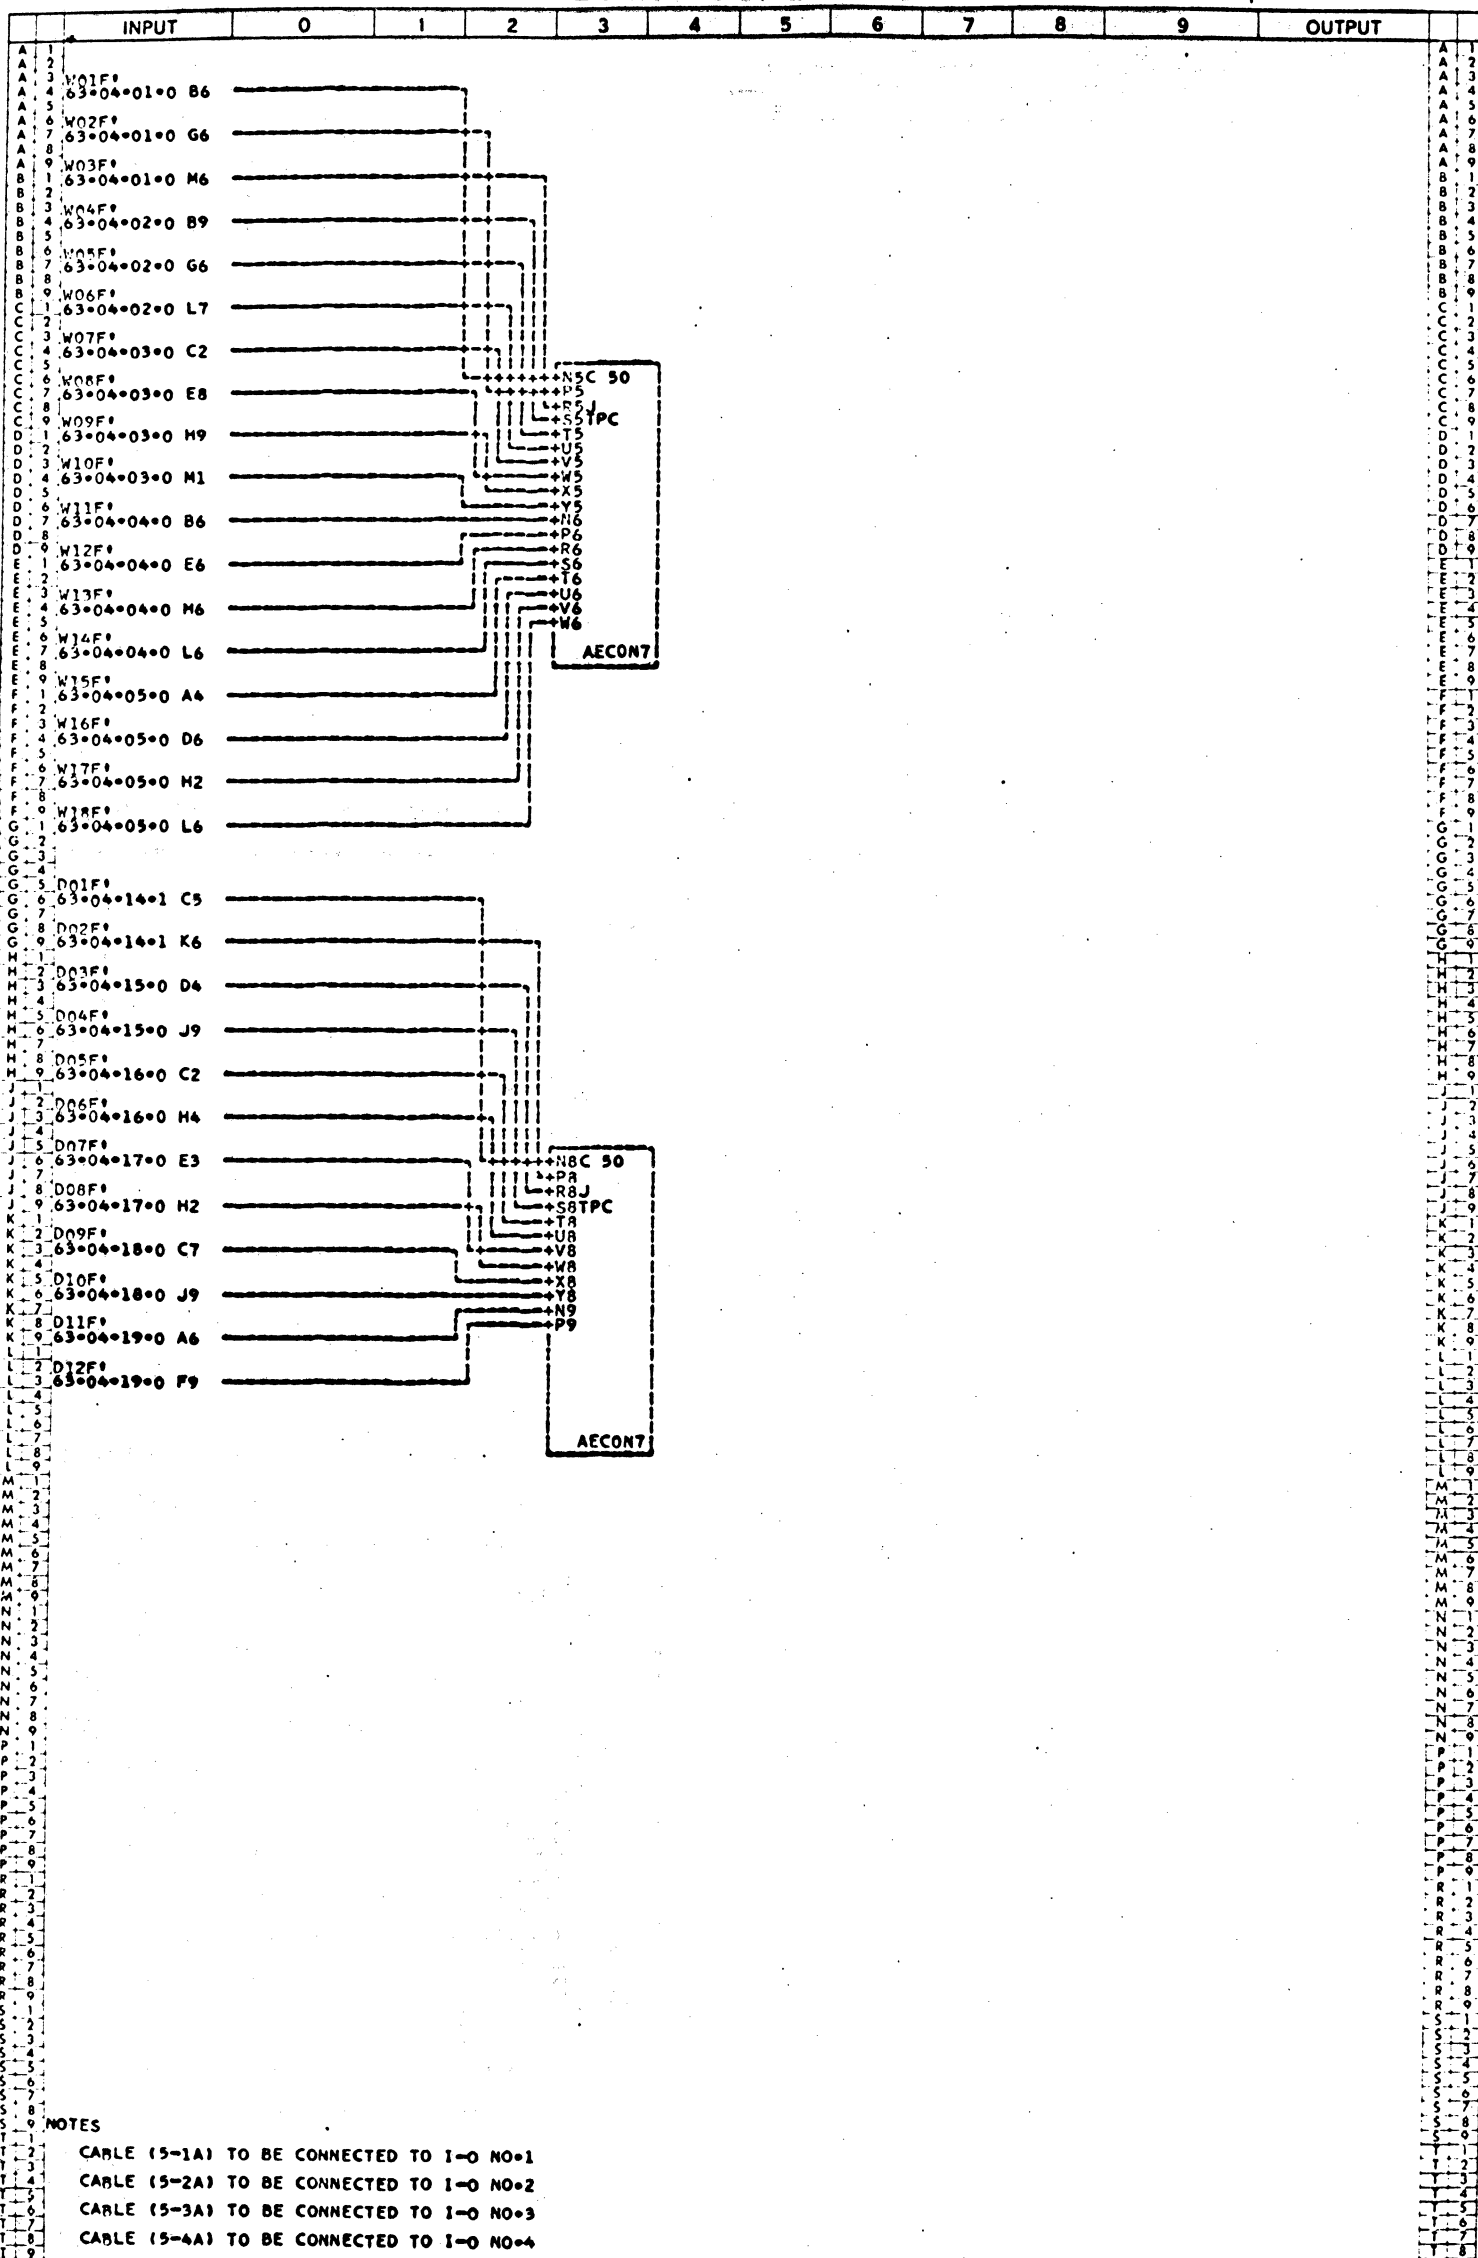 INPUT 0 1 2 3 4 5 6 7 8 9 OUTPUT
W01F'
63•04•01•0 B6
W02F'
63•04•01•0 G6
W03F'
63•04•01•0 M6
W04F'
63•04•02•0 B9
W05F'
63•04•02•0 G6
W06F'
63•04•02•0 L7
W07F'
63•04•03•0 C2
W08F'
63•04•03•0 E8
W09F'
63•04•03•0 H9
W10F'
63•04•03•0 M1
W11F'
63•04•04•0 B6
W12F'
63•04•04•0 E6
W13F'
63•04•04•0 H6
W14F'
63•04•04•0 L6
W15F'
63•04•05•0 A4
W16F'
63•04•05•0 D6
W17F'
63•04•05•0 H2
W18F'
63•04•05•0 L6
+N5C 50
+P5
+R5J
+S5TPC
+T5
+U5
+V5
+W5
+X5
+Y5
+N6
+P6
+R6
+S6
+T6
+U6
+V6
+W6
AECON7
D01F'
63•04•14•1 C5
D02F'
63•04•14•1 K6
D03F'
63•04•15•0 D4
D04F'
63•04•15•0 J9
D05F'
63•04•16•0 C2
D06F'
63•04•16•0 H4
D07F'
63•04•17•0 E3
D08F'
63•04•17•0 H2
D09F'
63•04•18•0 C7
D10F'
63•04•18•0 J9
D11F'
63•04•19•0 A6
D12F'
63•04•19•0 F9
+N8C 50
+P8
+R8J
+S8TPC
+T8
+U8
+V8
+W8
+X8
+Y8
+N9
+P9
AECON7
NOTES
CABLE (5-1A) TO BE CONNECTED TO I-O NO•1
CABLE (5-2A) TO BE CONNECTED TO I-O NO•2
CABLE (5-3A) TO BE CONNECTED TO I-O NO•3
CABLE (5-4A) TO BE CONNECTED TO I-O NO•4